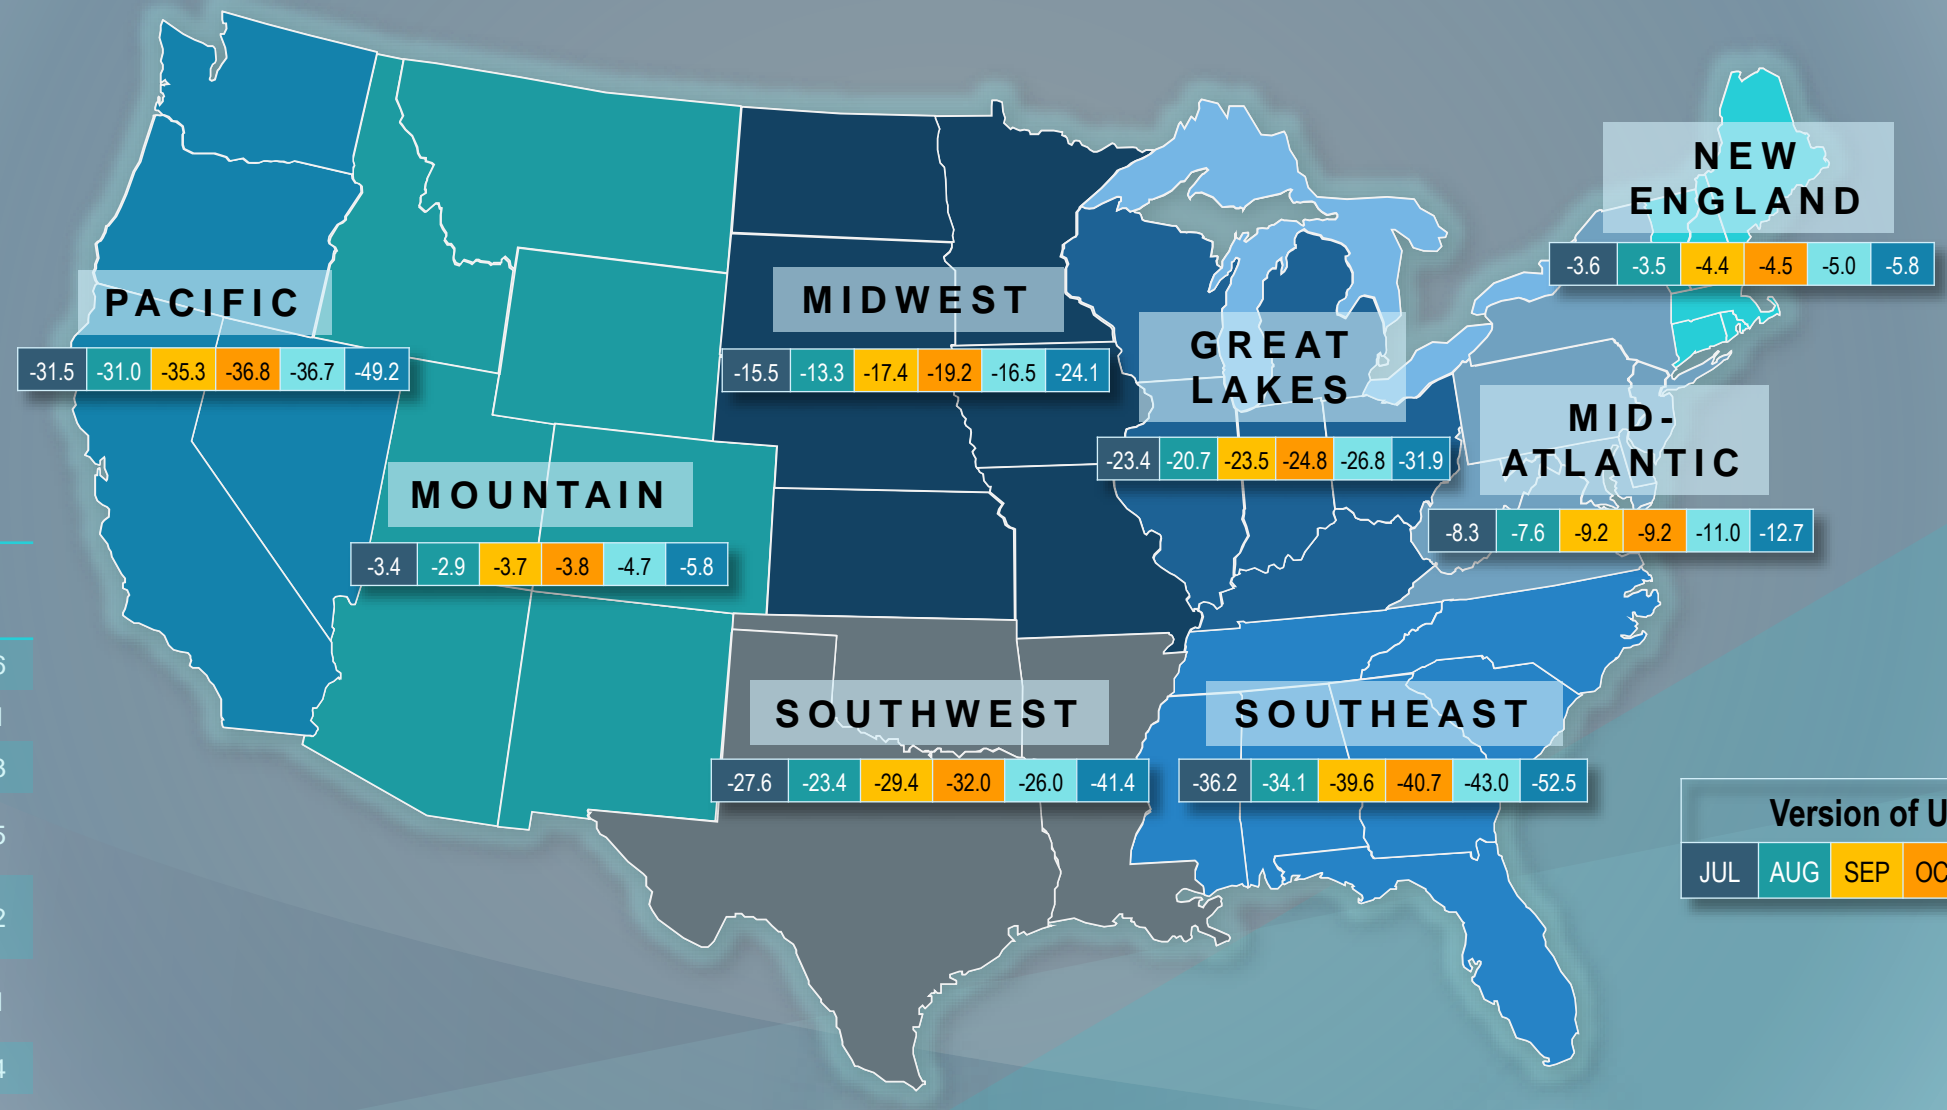 NEW
ENGLAND
-3.6 -3.5 -4.4 -4.5 -5.0 -5.8
PACIFIC
-31.5 -31.0 -35.3 -36.8 -36.7 -49.2
MIDWEST
-15.5 -13.3 -17.4 -19.2 -16.5 -24.1
GREAT
LAKES
-23.4 -20.7 -23.5 -24.8 -26.8 -31.9
MID-
ATLANTIC
-8.3 -7.6 -9.2 -9.2 -11.0 -12.7
MOUNTAIN
-3.4 -2.9 -3.7 -3.8 -4.7 -5.8
SOUTHWEST
-27.6 -23.4 -29.4 -32.0 -26.0 -41.4
SOUTHEAST
-36.2 -34.1 -39.6 -40.7 -43.0 -52.5
Version of U
JUL AUG SEP OC